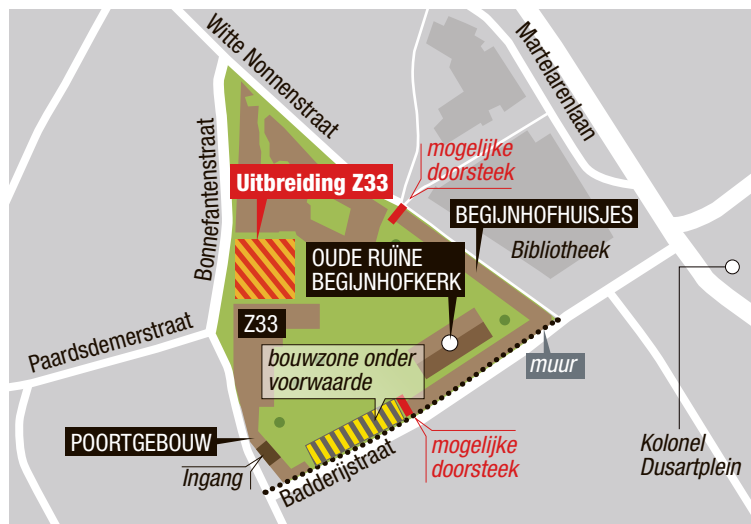 Witte Nonnenstraat
Martelarenlaan
mogelijke
doorsteek
Uitbreiding Z33
Bonnefantenstraat
BEGIJNHOFHUISJES
Bibliotheek
OUDE RUÏNE
BEGIJNHOFKERK
Z33
Paardsdemerstraat
bouwzone onder
voorwaarde
muur
POORTGEBOUW
Ingang
Badderijstraat
mogelijke
doorsteek
Kolonel
Dusartplein